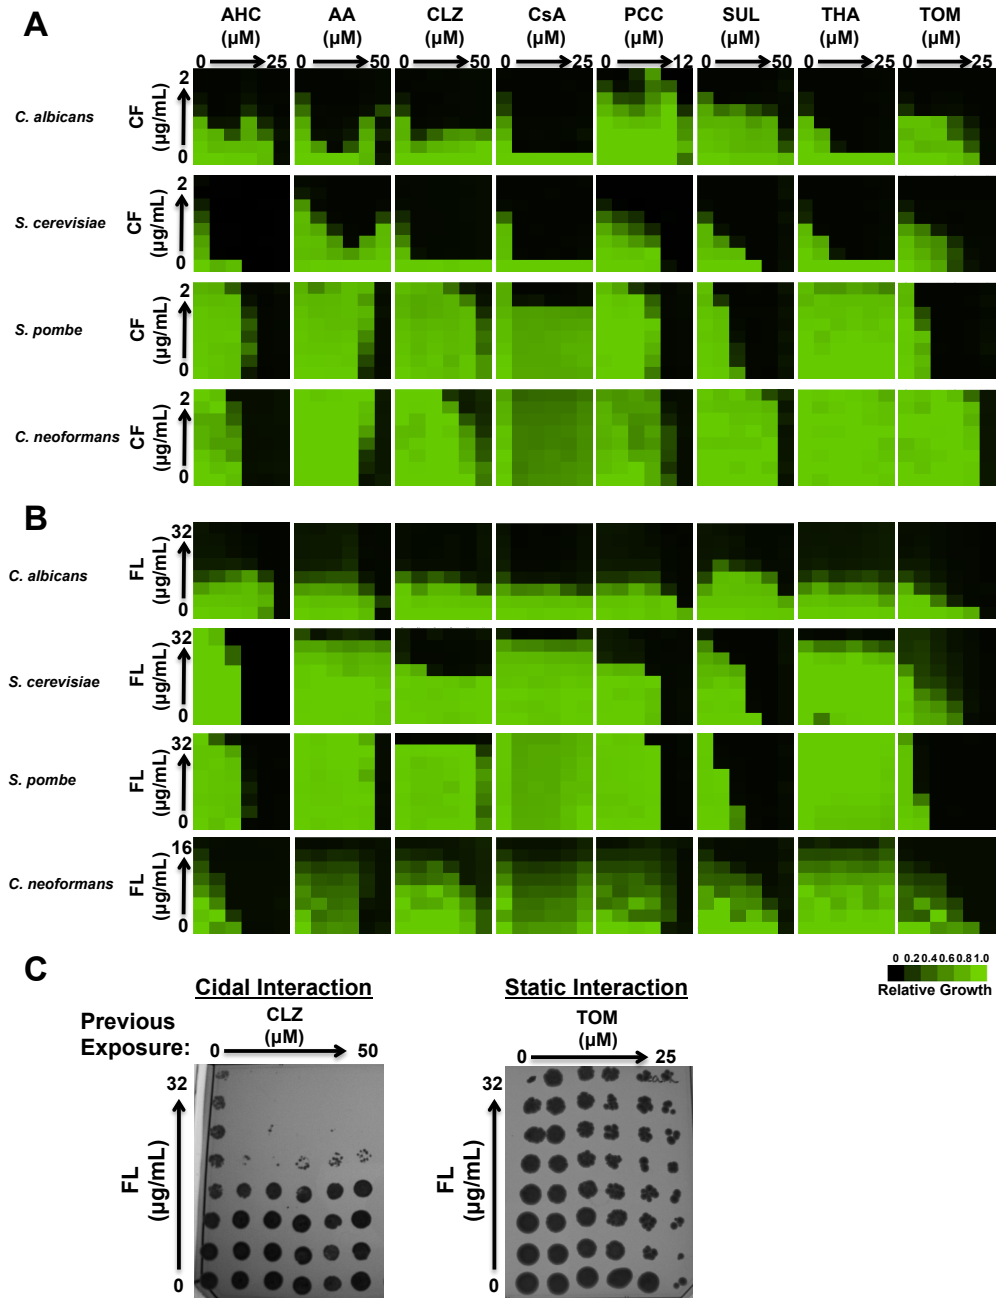 A
AHC AA CLZ CsA PCC SUL THA TOM
(µM) (µM) (µM) (µM) (µM) (µM) (µM) (µM)
0 25 0 50 0 50 0 25 0 12 0 50 0 25 0 25
C. albicans CF (µg/mL) 2 0
S. cerevisiae CF (µg/mL) 2 0
S. pombe CF (µg/mL) 2 0
C. neoformans CF (µg/mL) 2 0
B
C. albicans FL (µg/mL) 32 0
S. cerevisiae FL (µg/mL) 32 0
S. pombe FL (µg/mL) 32 0
C. neoformans FL (µg/mL) 16 0
C
0 0.2 0.4 0.6 0.8 1.0
Relative Growth
Cidal Interaction Static Interaction
Previous Exposure:
CLZ (µM) 0 50
TOM (µM) 0 25
FL (µg/mL) 32 0
FL (µg/mL) 32 0